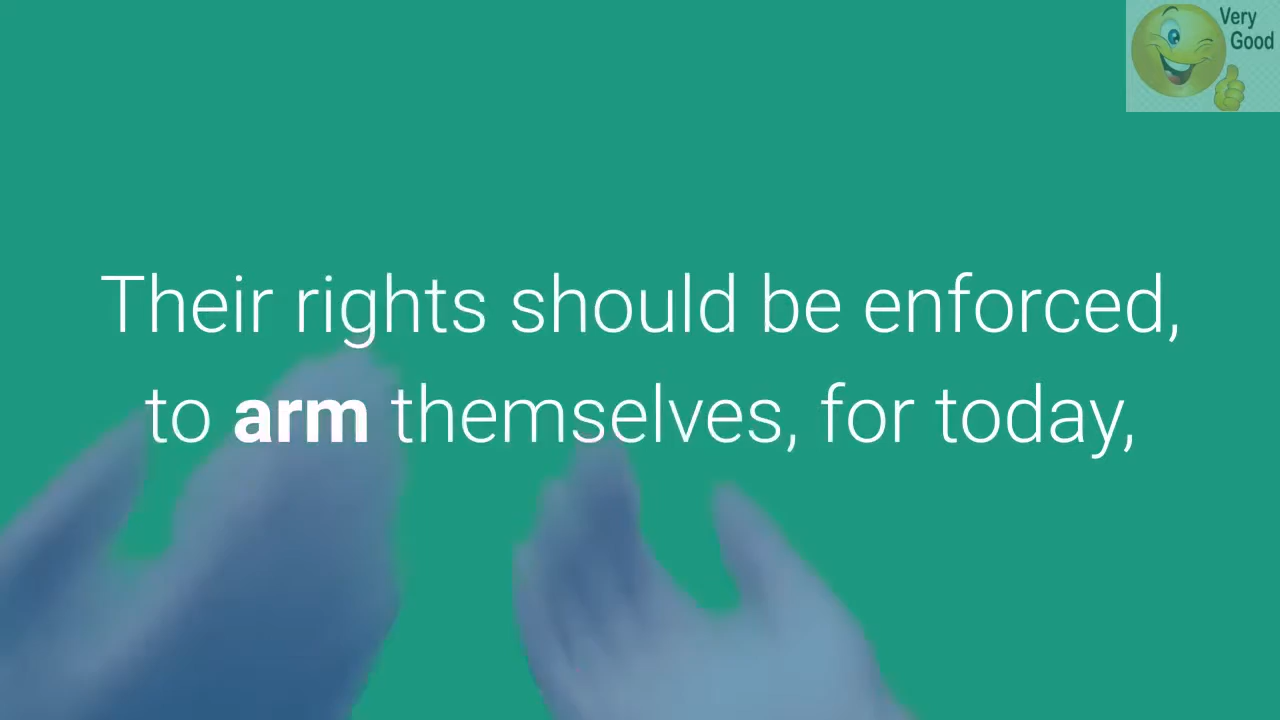 Very
Good
Their rights should be enforced,
to arm themselves, for today,